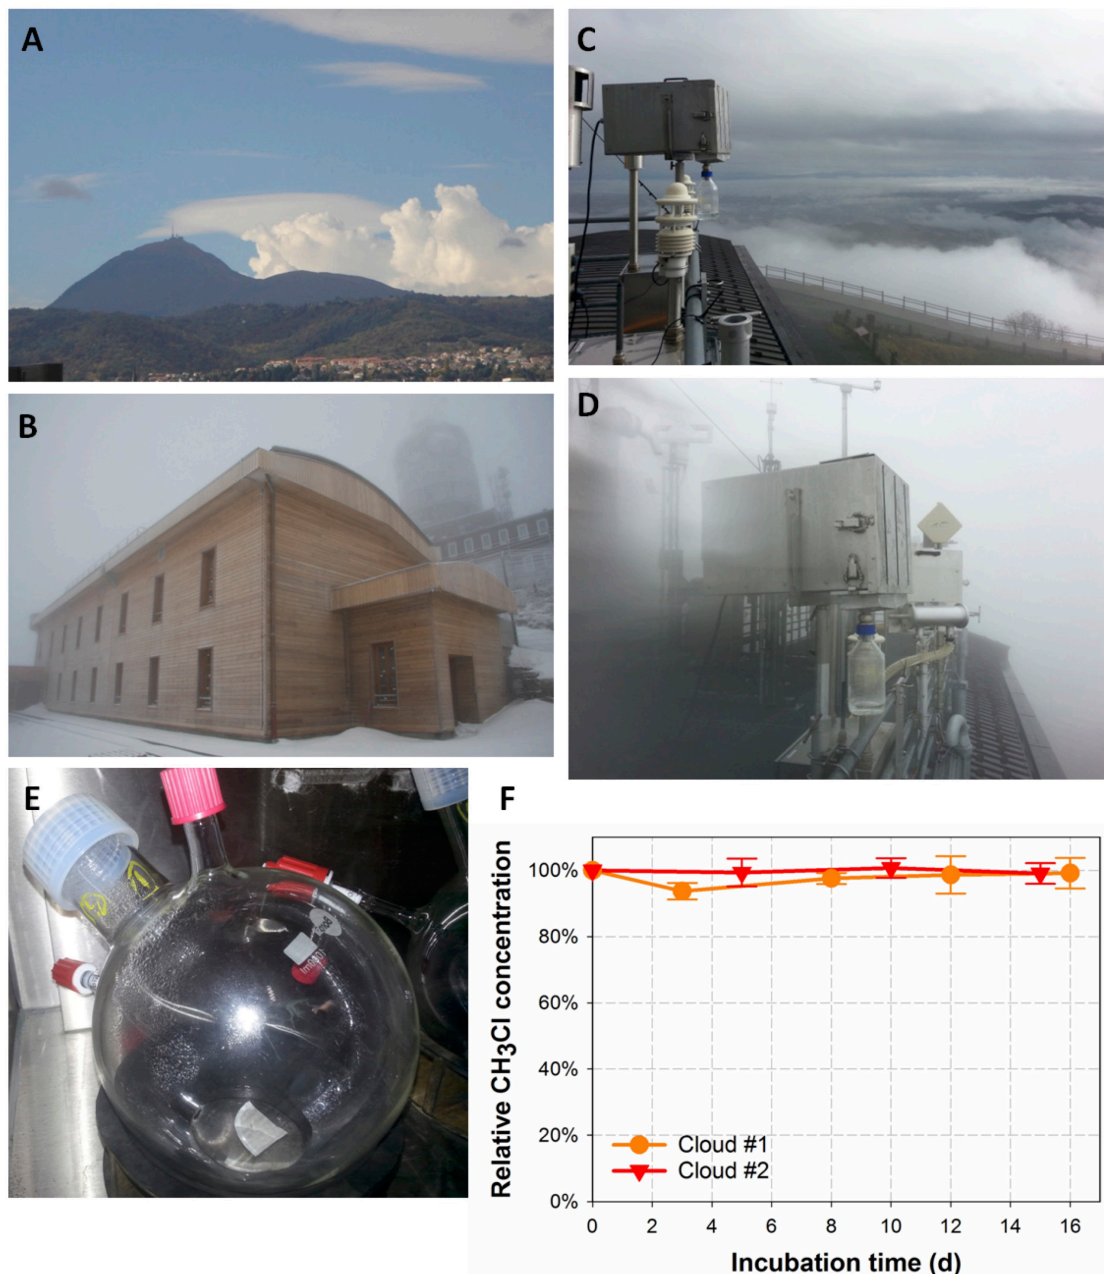 A
C
B
D
E
F
Relative CH₃Cl concentration
100%
80%
60%
40%
20%
0%
Cloud #1
Cloud #2
0 2 4 6 8 10 12 14 16
Incubation time (d)